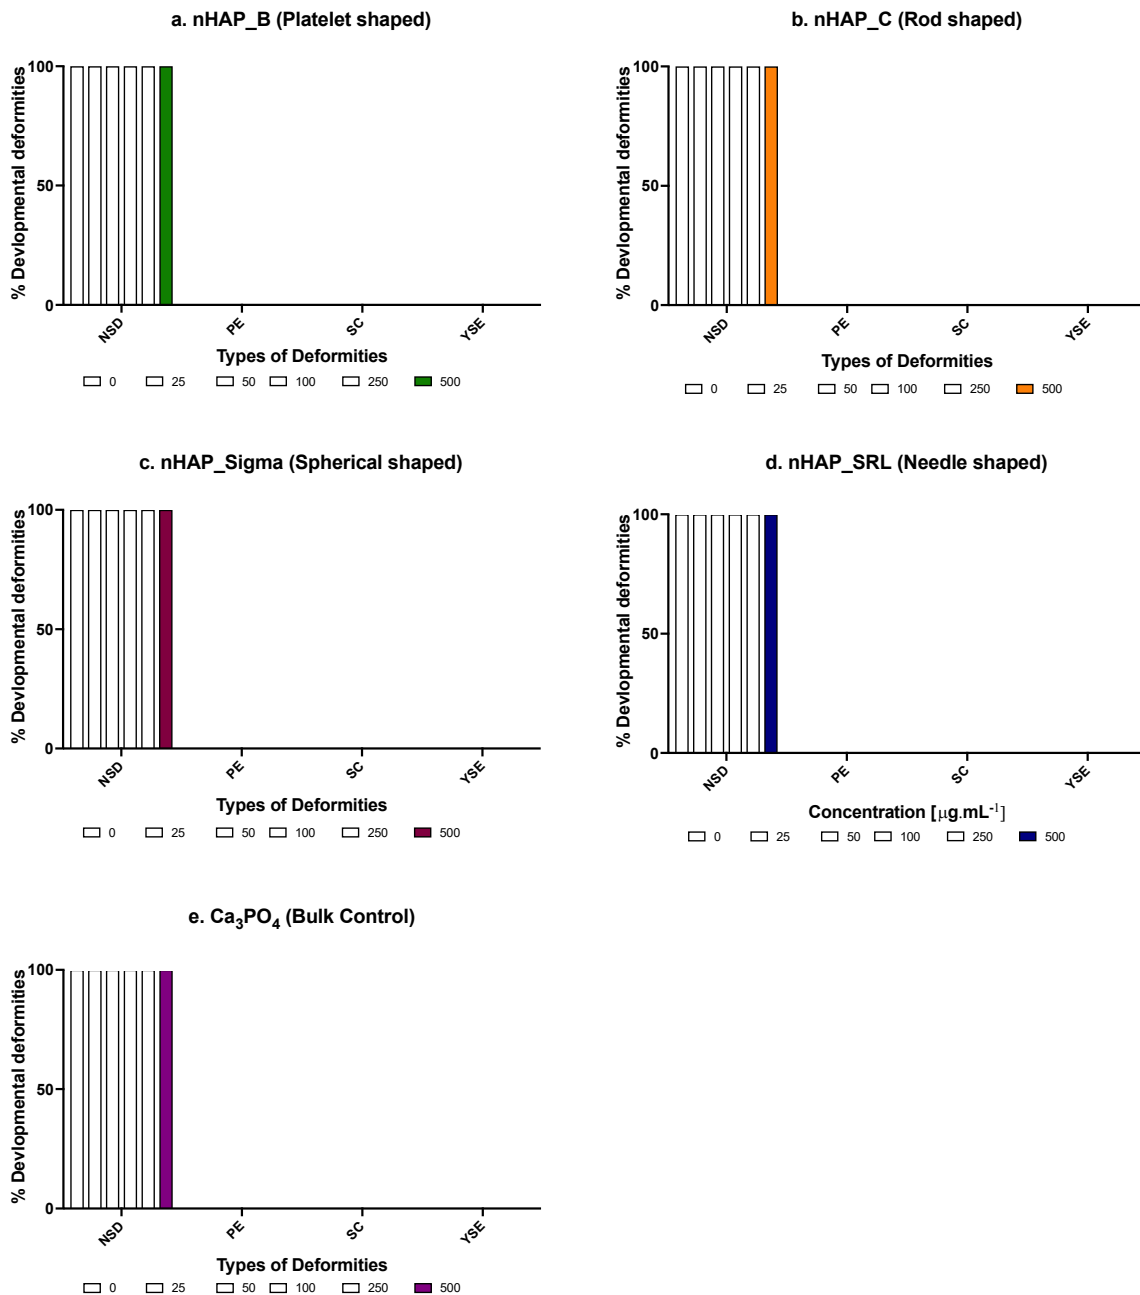 a. nHAP_B (Platelet shaped)
% Devlopmental deformities
100
50
0
NSD
PE
SC
YSE
Types of Deformities
0 25 50 100 250 500
b. nHAP_C (Rod shaped)
% Devlopmental deformities
100
50
0
NSD
PE
SC
YSE
Types of Deformities
0 25 50 100 250 500
c. nHAP_Sigma (Spherical shaped)
% Devlopmental deformities
100
50
0
NSD
PE
SC
YSE
Types of Deformities
0 25 50 100 250 500
d. nHAP_SRL (Needle shaped)
% Devlopmental deformities
100
50
0
NSD
PE
SC
YSE
Concentration [µg.mL⁻¹]
0 25 50 100 250 500
e. Ca₃PO₄ (Bulk Control)
% Devlopmental deformities
100
50
0
NSD
PE
SC
YSE
Types of Deformities
0 25 50 100 250 500